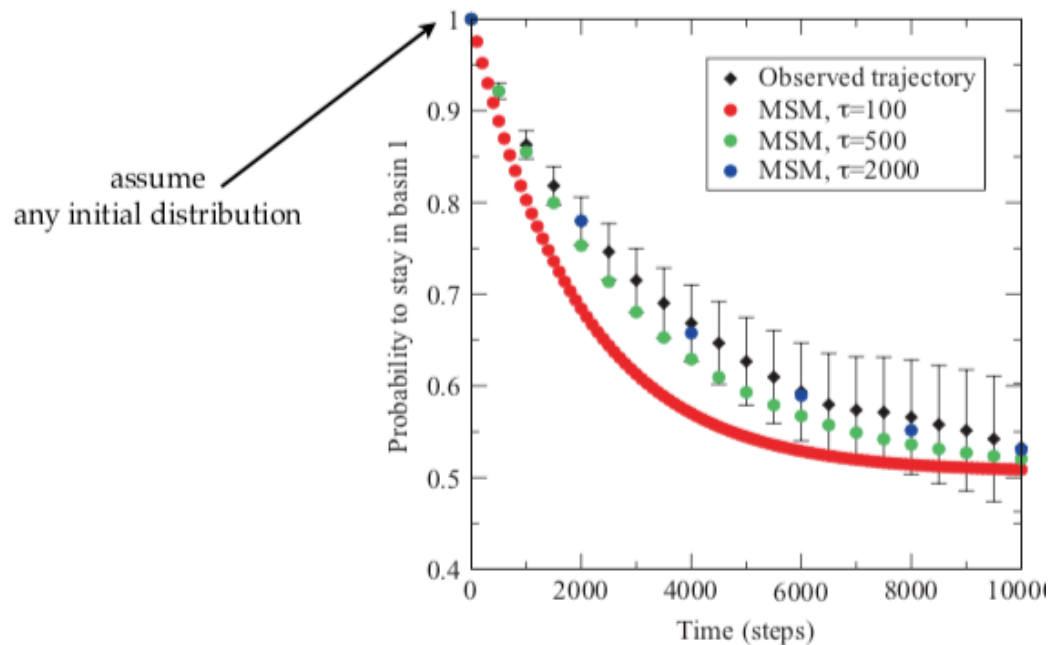 assume
any initial distribution
Probability to stay in basin 1
1
0.9
0.8
0.7
0.6
0.5
0.4
Observed trajectory
MSM, τ=100
MSM, τ=500
MSM, τ=2000
0
2000
4000
6000
8000
10000
Time (steps)